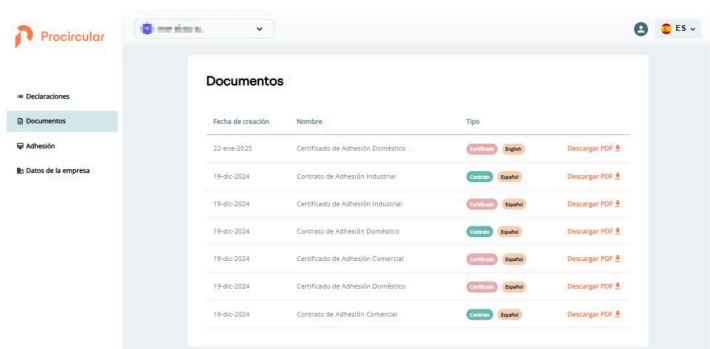 Procircular
ES
Declaraciones
Documentos
Adhesión
Datos de la empresa
Documentos
Fecha de creación Nombre Tipo
22-ene-2025 Certificado de Adhesión Doméstico Certificado English Descargar PDF
19-dic-2024 Contrato de Adhesión Industrial Contrato Español Descargar PDF
19-dic-2024 Certificado de Adhesión Industrial Certificado Español Descargar PDF
19-dic-2024 Contrato de Adhesión Doméstico Contrato Español Descargar PDF
19-dic-2024 Certificado de Adhesión Comercial Certificado Español Descargar PDF
19-dic-2024 Certificado de Adhesión Doméstico Certificado Español Descargar PDF
19-dic-2024 Contrato de Adhesión Comercial Contrato Español Descargar PDF